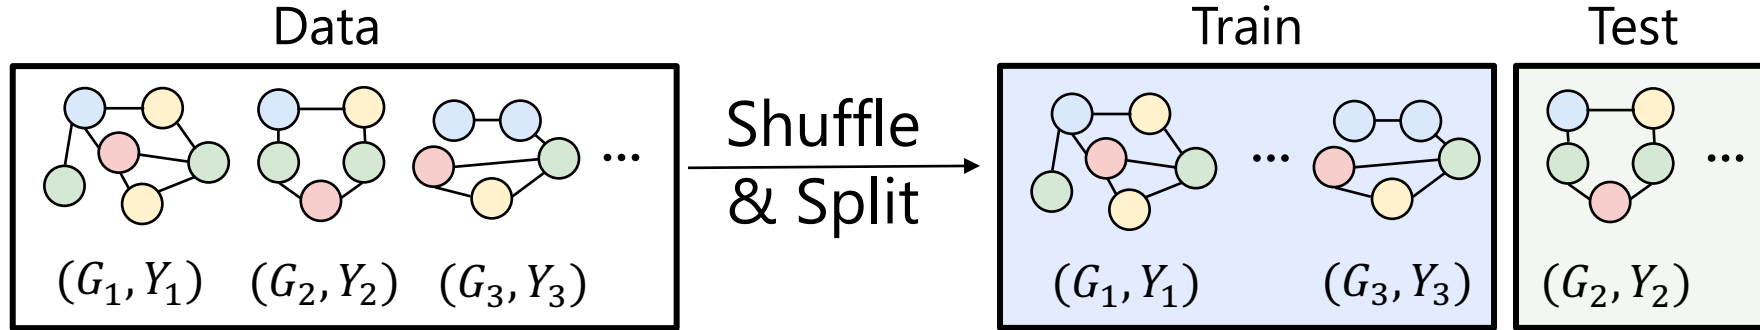 Data
(G₁, Y₁)
(G₂, Y₂)
(G₃, Y₃)
...
Shuffle
& Split
Train
(G₁, Y₁)
...
(G₃, Y₃)
Test
(G₂, Y₂)
...